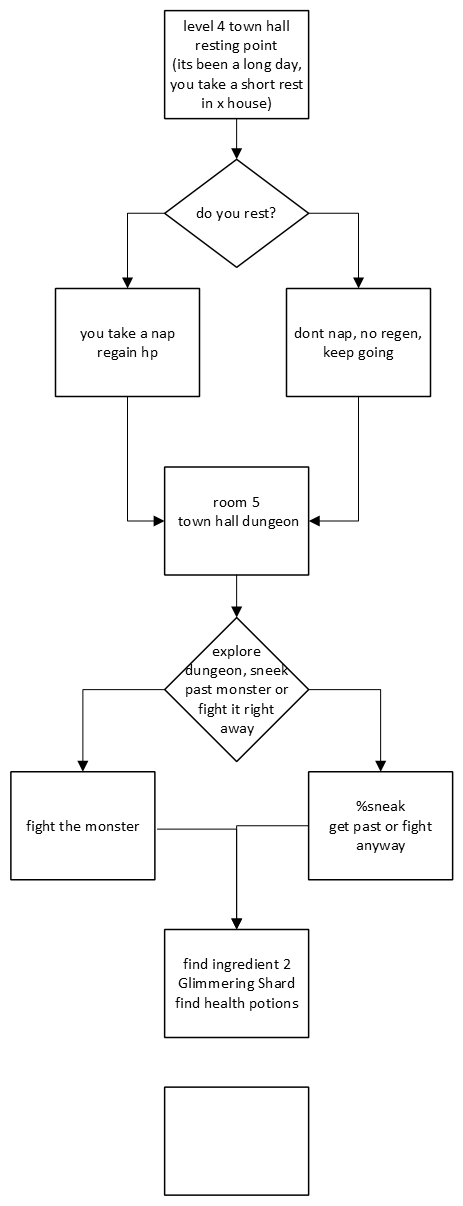 level 4 town hall
resting point
(its been a long day,
you take a short rest
in x house)
do you rest?
you take a nap
regain hp
dont nap, no regen,
keep going
room 5
town hall dungeon
explore
dungeon, sneek
past monster or
fight it right
away
fight the monster
%sneak
get past or fight
anyway
find ingredient 2
Glimmering Shard
find health potions